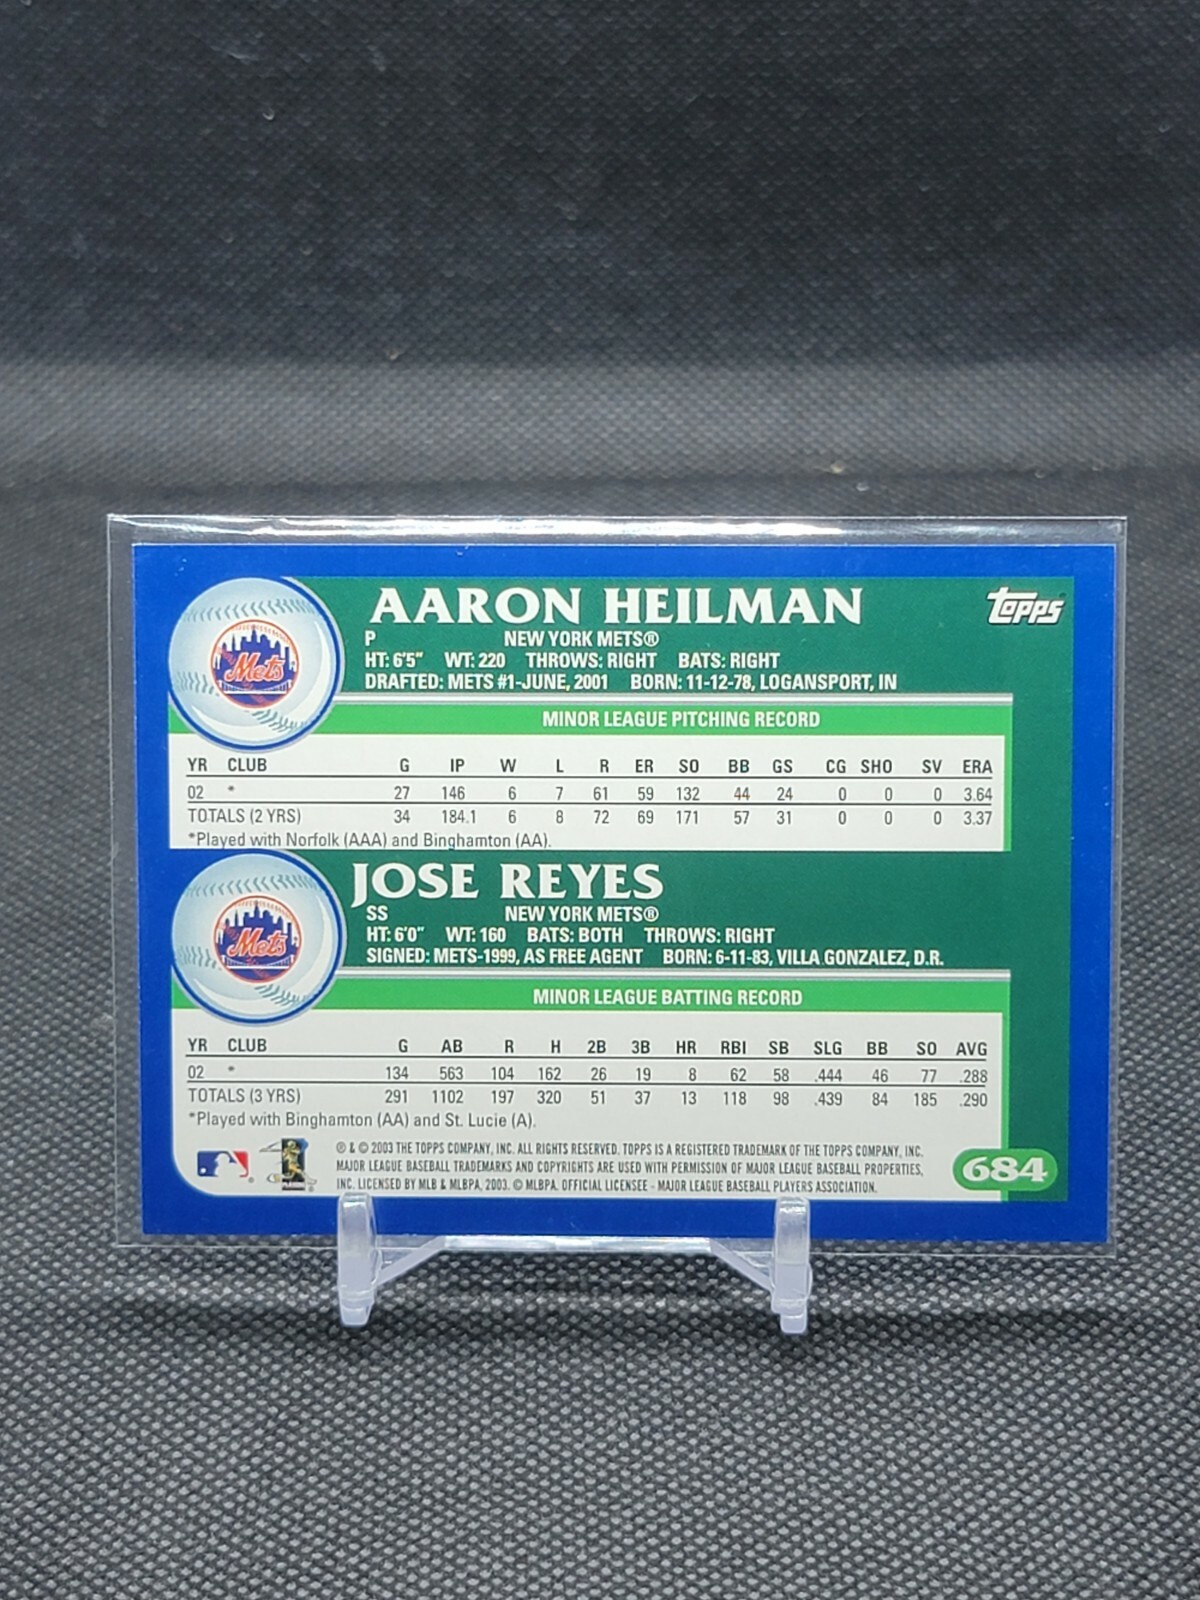 AARON HEILMAN
topps
P NEW YORK METS®
HT: 6'5" WT: 220 THROWS: RIGHT BATS: RIGHT
DRAFTED: METS #1-JUNE, 2001 BORN: 11-12-78, LOGANSPORT, IN
Mets
MINOR LEAGUE PITCHING RECORD
YR CLUB G IP W L R ER SO BB GS CG SHO SV ERA
02 * 27 146 6 7 61 59 132 44 24 0 0 0 3.64
TOTALS (2 YRS) 34 184.1 6 8 72 69 171 57 31 0 0 0 3.37
*Played with Norfolk (AAA) and Binghamton (AA).
JOSE REYES
SS NEW YORK METS®
HT: 6'0" WT: 160 BATS: BOTH THROWS: RIGHT
SIGNED: METS-1999, AS FREE AGENT BORN: 6-11-83, VILLA GONZALEZ, D.R.
Mets
MINOR LEAGUE BATTING RECORD
YR CLUB G AB R H 2B 3B HR RBI SB SLG BB SO AVG
02 * 134 563 104 162 26 19 8 62 58 .444 46 77 .288
TOTALS (3 YRS) 291 1102 197 320 51 37 13 118 98 .439 84 185 .290
*Played with Binghamton (AA) and St. Lucie (A).
® & © 2003 THE TOPPS COMPANY, INC. ALL RIGHTS RESERVED. TOPPS IS A REGISTERED TRADEMARK OF THE TOPPS COMPANY, INC.
MAJOR LEAGUE BASEBALL TRADEMARKS AND COPYRIGHTS ARE USED WITH PERMISSION OF MAJOR LEAGUE BASEBALL PROPERTIES,
INC. LICENSED BY MLB & MLBPA, 2003. © MLBPA. OFFICIAL LICENSEE - MAJOR LEAGUE BASEBALL PLAYERS ASSOCIATION.
684